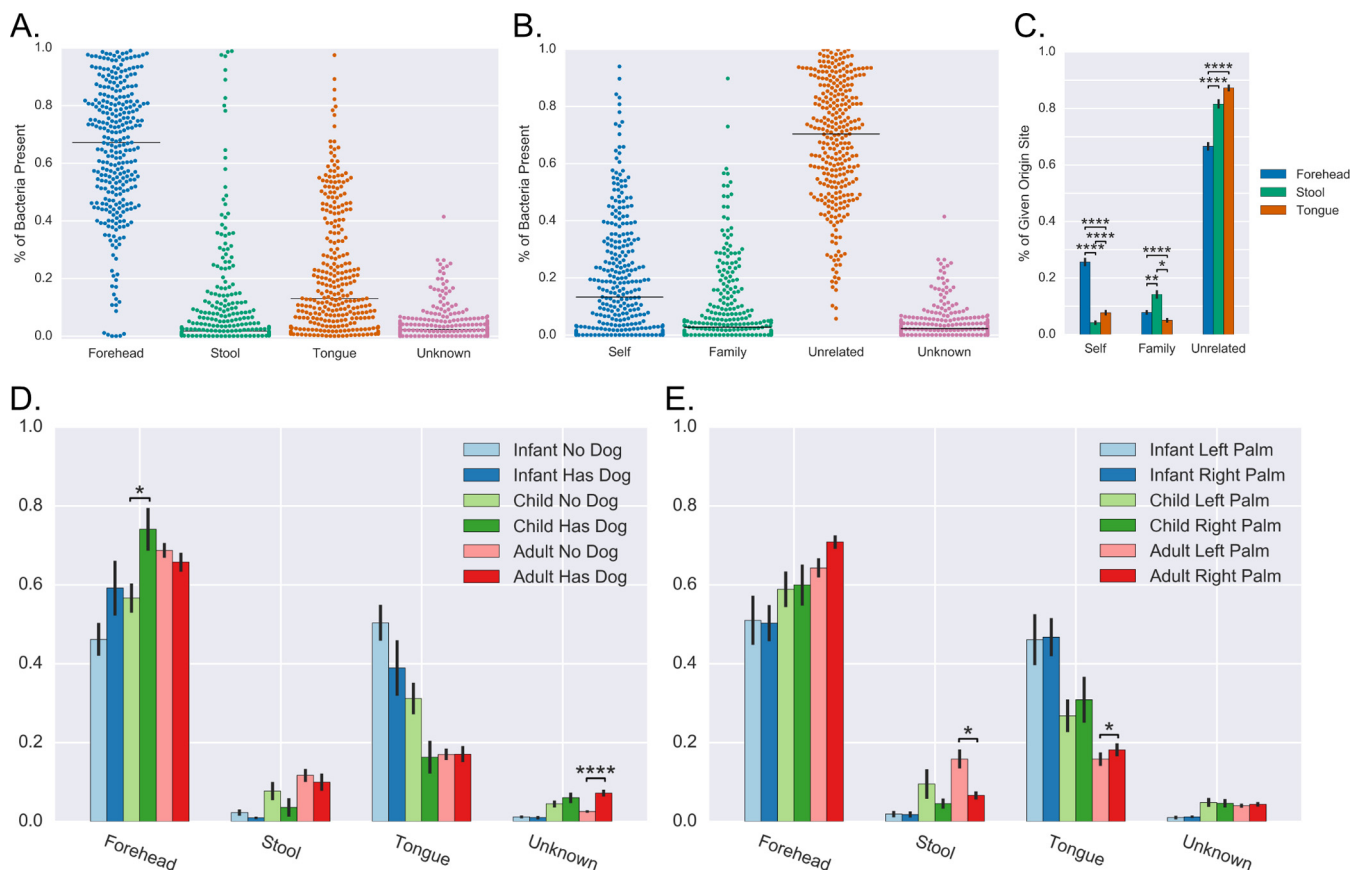 A.
% of Bacteria Present
1.0
0.8
0.6
0.4
0.2
0.0
Forehead Stool Tongue Unknown
B.
% of Bacteria Present
1.0
0.8
0.6
0.4
0.2
0.0
Self Family Unrelated Unknown
C.
% of Given Origin Site
1.0
0.8
0.6
0.4
0.2
0.0
****
****
****
****
****
**
*
****
****
Self Family Unrelated
Forehead
Stool
Tongue
D.
1.0
0.8
0.6
0.4
0.2
0.0
*
****
Infant No Dog
Infant Has Dog
Child No Dog
Child Has Dog
Adult No Dog
Adult Has Dog
Forehead Stool Tongue Unknown
E.
1.0
0.8
0.6
0.4
0.2
0.0
*
*
Infant Left Palm
Infant Right Palm
Child Left Palm
Child Right Palm
Adult Left Palm
Adult Right Palm
Forehead Stool Tongue Unknown